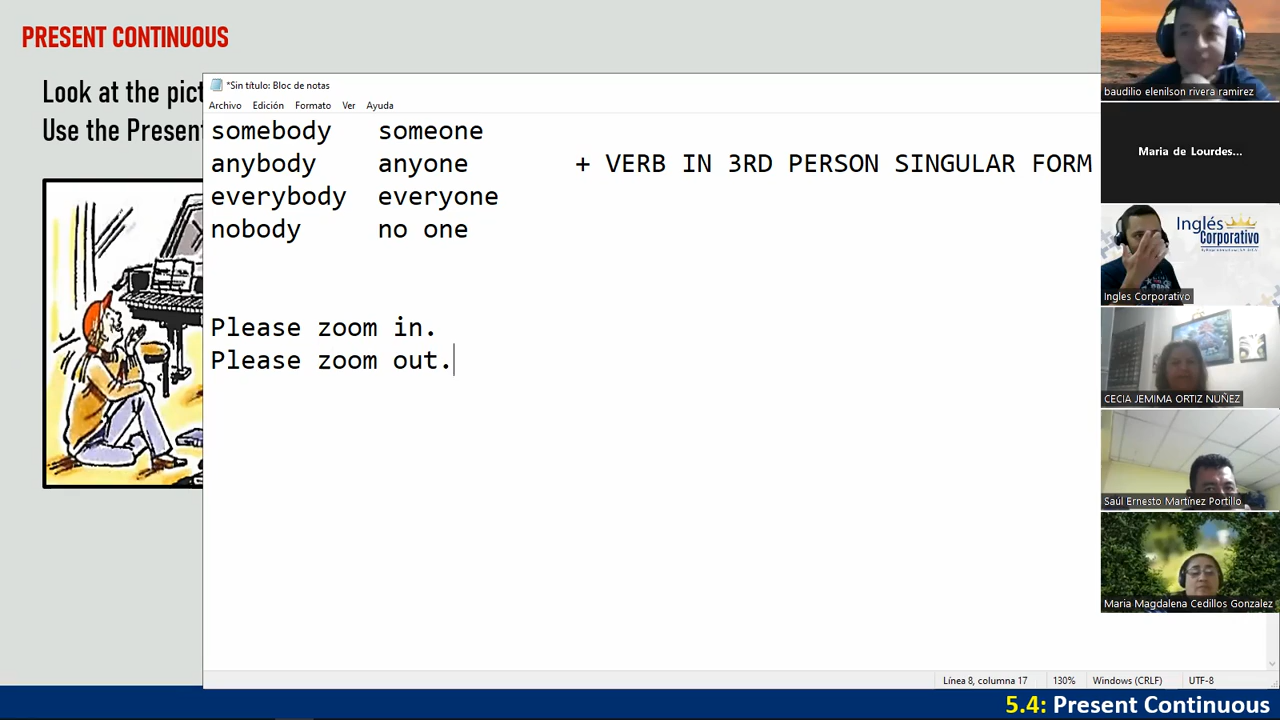 PRESENT CONTINUOUS
Look at the pict
Use the Present
*Sin título: Bloc de notas
Archivo Edición Formato Ver Ayuda
somebody someone
anybody anyone + VERB IN 3RD PERSON SINGULAR FORM
everybody everyone
nobody no one
Please zoom in.
Please zoom out.
Línea 8, columna 17 130% Windows (CRLF) UTF-8
5.4: Present Continuous
baudilio elenilson rivera ramirez
Maria de Lourdes...
Inglés
Corporativo
Ingles Corporativo
CECIA JEMIMA ORTIZ NUÑEZ
Saúl Ernesto Martínez Portillo
Maria Magdalena Cedillos Gonzalez